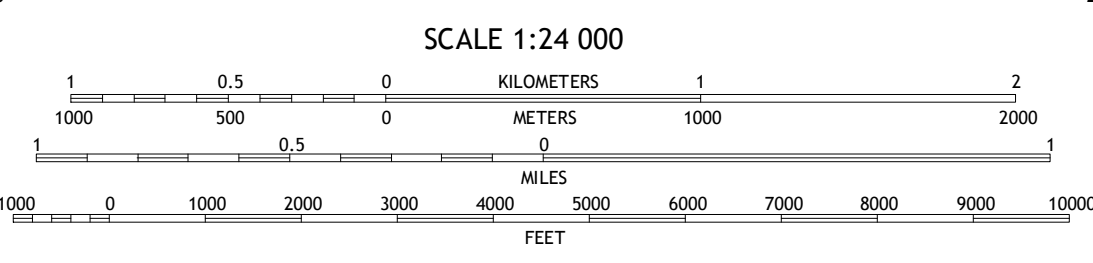 SCALE 1:24 000
1 0.5 0 KILOMETERS 1 2
1000 500 0 METERS 1000 2000
1 0.5 0 1
MILES
1000 0 1000 2000 3000 4000 5000 6000 7000 8000 9000 10000
FEET